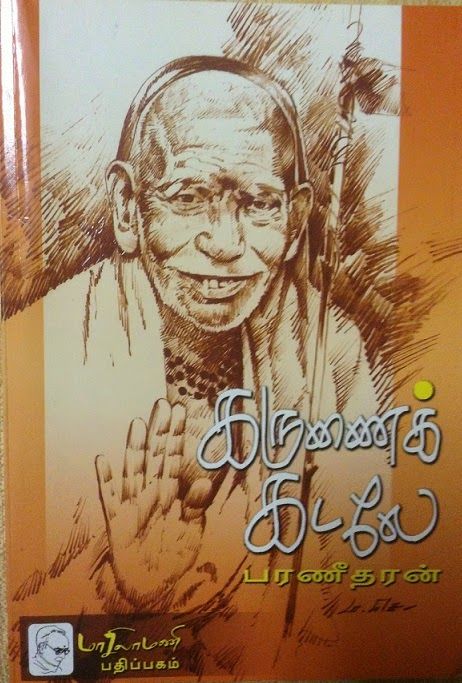 கருணைக்
கடலே
பரணீதரன்
ம.செ.
பதிப்பகம்